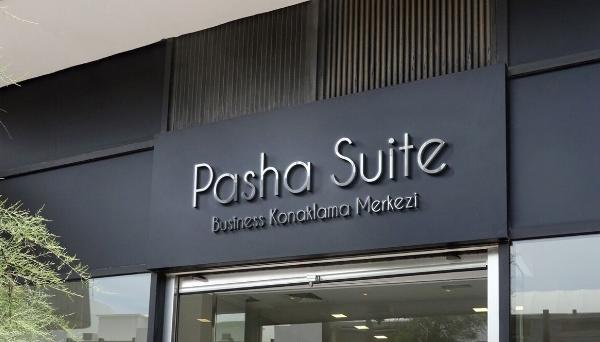 Pasha Suite
Business Konaklama Merkezi